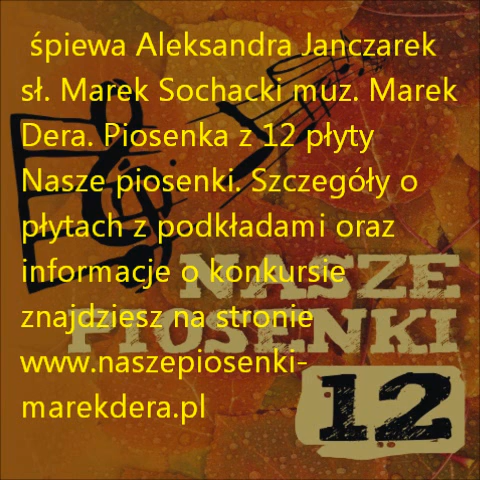 śpiewa Aleksandra Janczarek
sł. Marek Sochacki muz. Marek
Dera. Piosenka z 12 płyty
Nasze piosenki. Szczegóły o
płytach z podkładami oraz
informacje o konkursie
znajdziesz na stronie
www.naszepiosenki-
marekdera.pl
NASZE
PIOSENKI
12